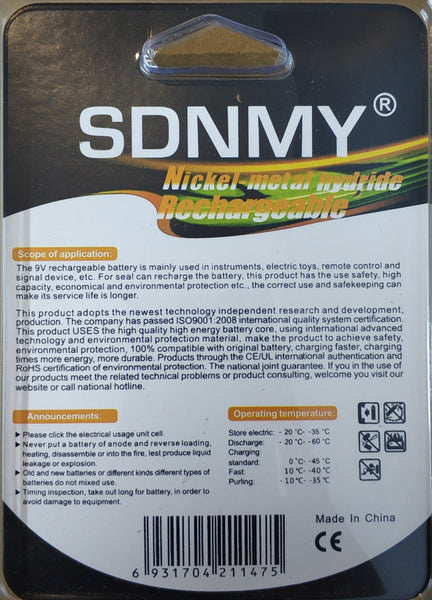 SDNMY®
Nickel-metal hydride
Rechargeable
Scope of application:
The 9V rechargeable battery is mainly used in instruments, electric toys, remote control and
signal device, etc. For seal can recharge the battery, this product has the use safety, high
capacity, economical and environmental protection etc., the correct use and safekeeping can
make its service life is longer.
This product adopts the newest technology independent research and development,
production. The company has passed ISO9001:2008 international quality system certification.
This product USES the high quality high energy battery core, using international advanced
technology and environmental protection material, make the product to achieve safety,
environmental protection, 100% compatible with original battery, charging faster, charging
times more energy, more durable. Products through the CE/UL international authentication and
RoHS certification of environmental protection. The national joint guarantee. If you in the use of
our products meet the related technical problems or product consulting, welcome you visit our
website or call national hotline.
Announcements:
Please click the electrical usage unit cell.
Never put a battery of anode and reverse loading,
heating, disassemble or into the fire, lest produce liquid
leakage or explosion.
Old and new batteries or different kinds different types of
batteries do not mixed use.
Timing inspection, take out long for battery, in order to
avoid damage to equipment.
Operating temperature:
Store electric: - 20 ℃- -35 ℃
Discharge: - 20 ℃- -60 ℃
Charging:
standard: 0 ℃- -45 ℃
Fast: 10 ℃- -40 ℃
Purling: - 10 ℃- -35 ℃
Made In China
CE
6 931704 211475